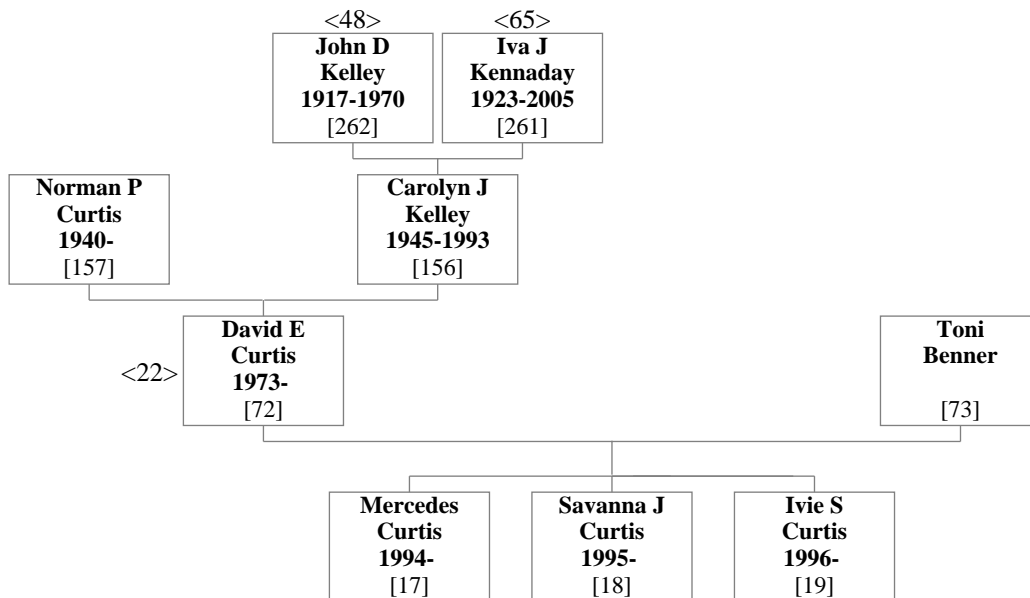 <48>
<65>
John D
Kelley
1917-1970
[262]
Iva J
Kennaday
1923-2005
[261]
Norman P
Curtis
1940-
[157]
Carolyn J
Kelley
1945-1993
[156]
<22>
David E
Curtis
1973-
[72]
Toni
Benner
[73]
Mercedes
Curtis
1994-
[17]
Savanna J
Curtis
1995-
[18]
Ivie S
Curtis
1996-
[19]